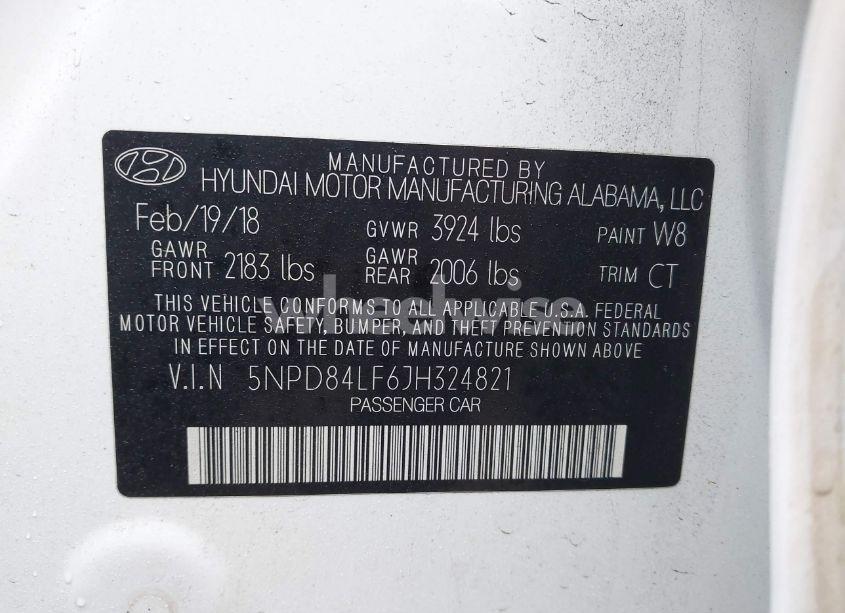 MANUFACTURED BY
HYUNDAI MOTOR MANUFACTURING ALABAMA, LLC
Feb/19/18 GVWR 3924 lbs PAINT W8
GAWR FRONT 2183 lbs GAWR REAR 2006 lbs TRIM CT
THIS VEHICLE CONFORMS TO ALL APPLICABLE U.S.A. FEDERAL
MOTOR VEHICLE SAFETY, BUMPER, AND THEFT PREVENTION STANDARDS
IN EFFECT ON THE DATE OF MANUFACTURE SHOWN ABOVE
V.I.N 5NPD84LF6JH324821
PASSENGER CAR